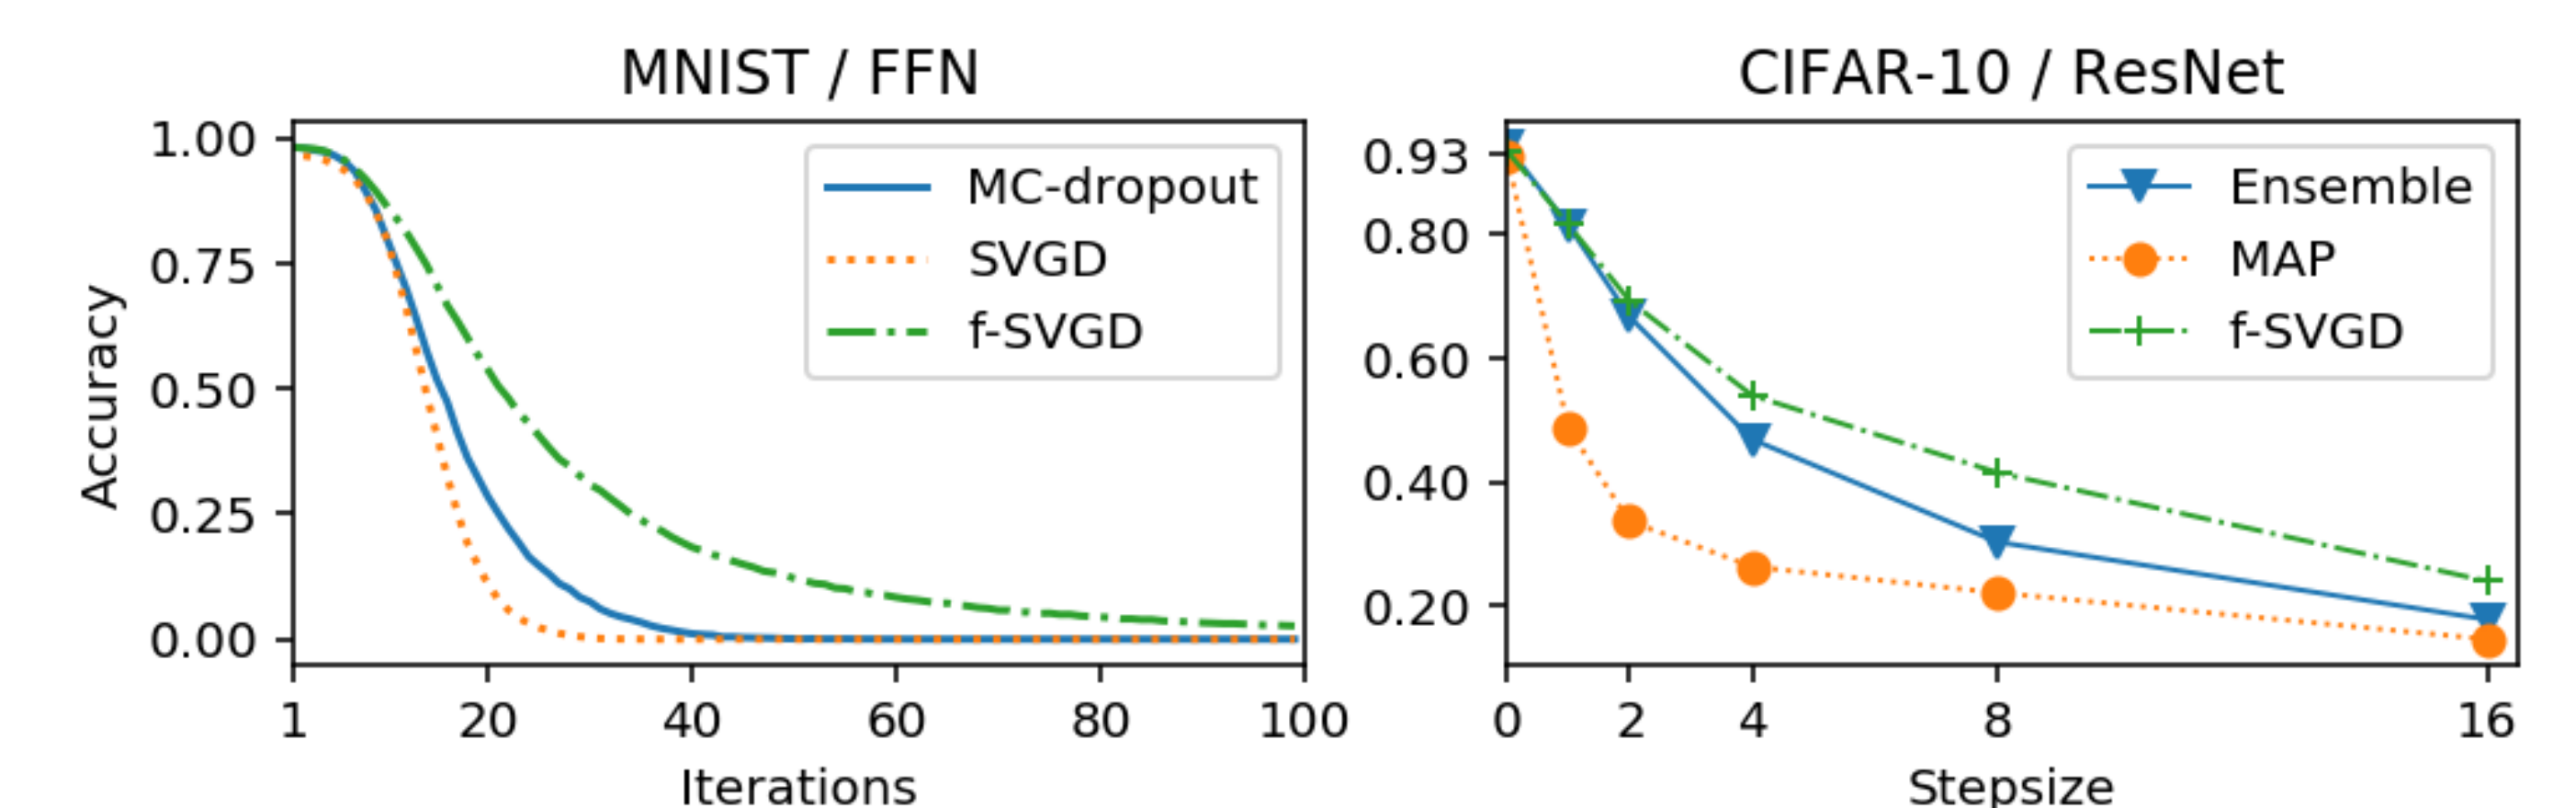 MNIST / FFN
1.00
0.75
0.50
0.25
0.00
Accuracy
MC-dropout
SVGD
f-SVGD
1 20 40 60 80 100
Iterations
CIFAR-10 / ResNet
0.93
0.80
0.60
0.40
0.20
Ensemble
MAP
f-SVGD
0 2 4 8 16
Stepsize